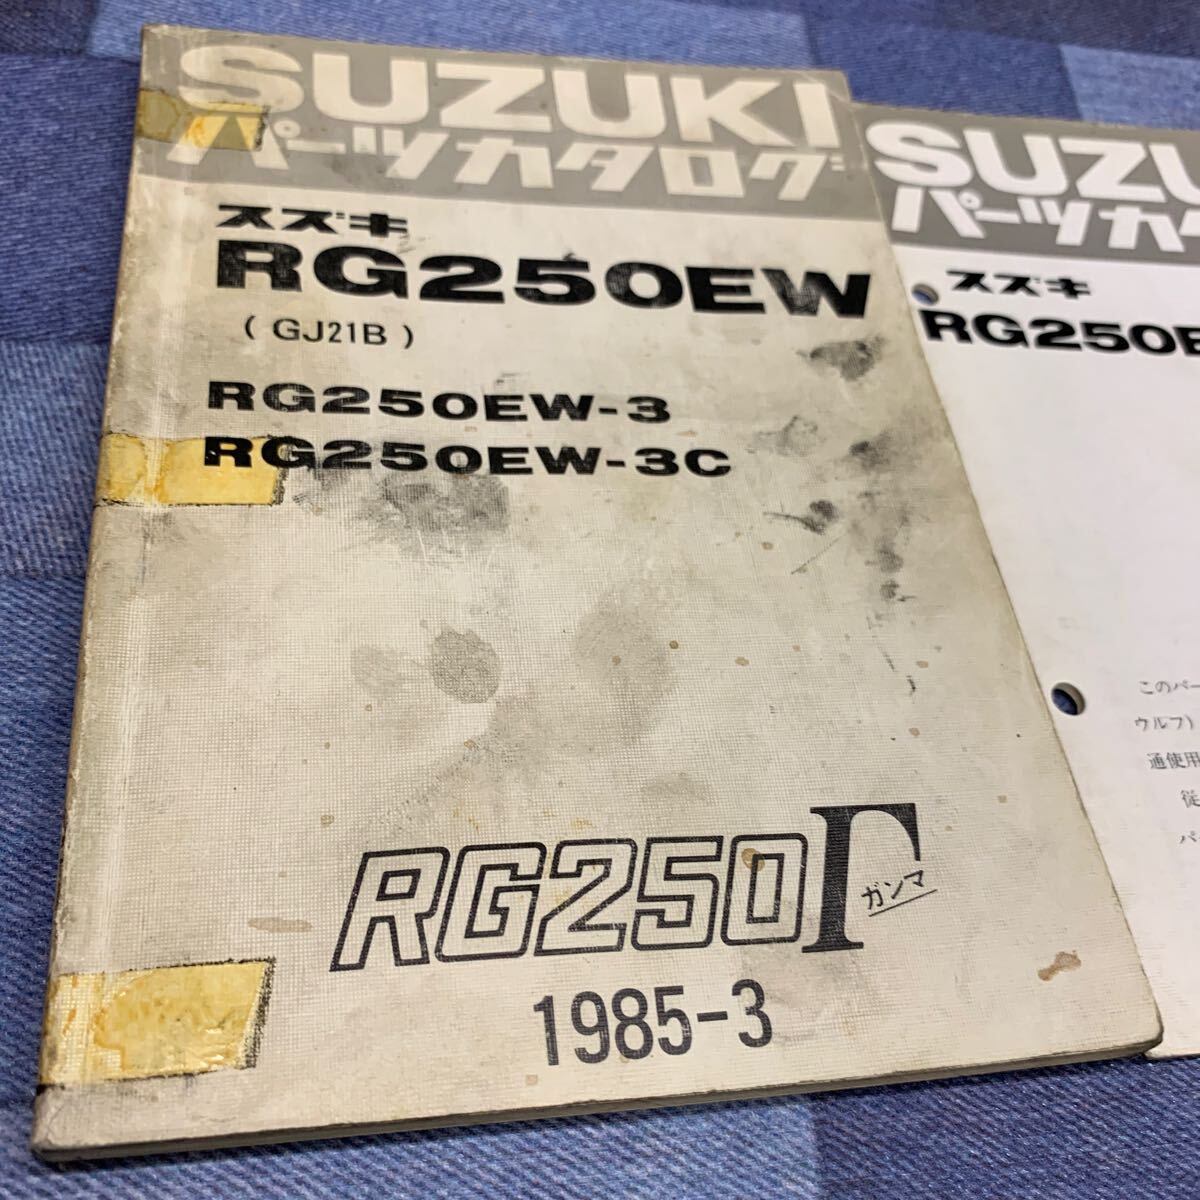 SUZUKI
パーツカタログ
スズキ
RG250EW
( GJ21B )
RG250EW-3
RG250EW-3C
RG250Γ
ガンマ
1985-3
SUZU
パーツカ
スズキ
RG250
このパー
ウルフ)
通使用
従
パ